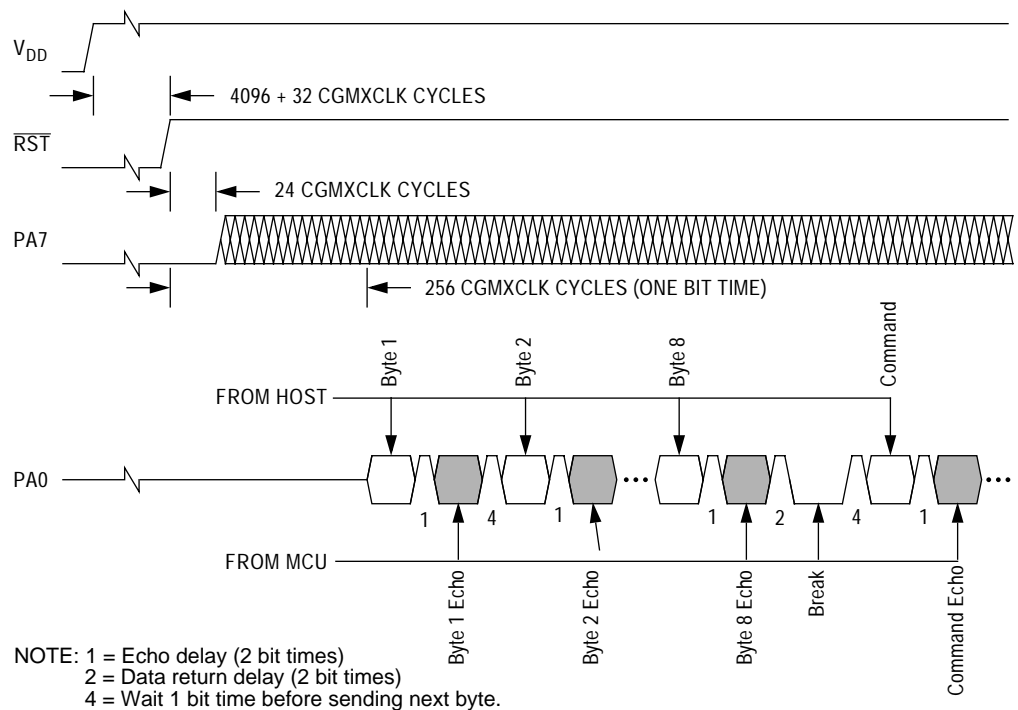 VDD
4096 + 32 CGMXCLK CYCLES
RST
24 CGMXCLK CYCLES
PA7
256 CGMXCLK CYCLES (ONE BIT TIME)
Byte 1
Byte 2
Byte 8
Command
FROM HOST
PA0
1
4
1
1
2
4
1
FROM MCU
Byte 1 Echo
Byte 2 Echo
Byte 8 Echo
Break
Command Echo
NOTE: 1 = Echo delay (2 bit times)
2 = Data return delay (2 bit times)
4 = Wait 1 bit time before sending next byte.